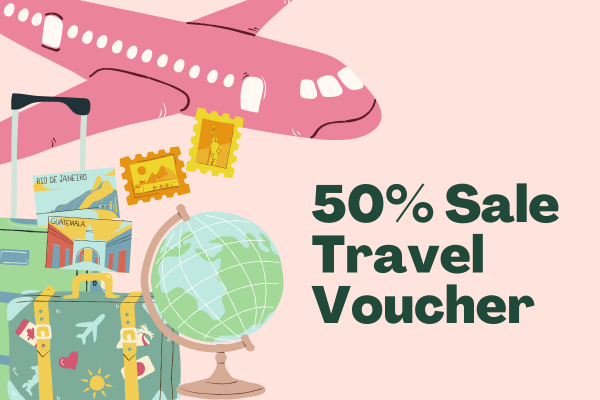 RIO DE JANEIRO
GUATEMALA
50% Sale
Travel
Voucher